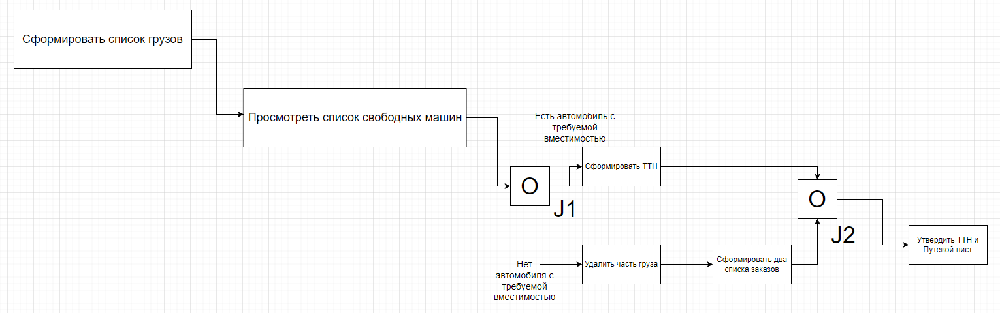 Сформировать список грузов
Просмотреть список свободных машин
Есть автомобиль с
требуемой
вместимостью
Сформировать ТТН
O
J1
O
J2
Утвердить ТТН и
Путевой лист
Нет
автомобиля с
требуемой
вместимостью
Удалить часть груза
Сформировать два
списка заказов